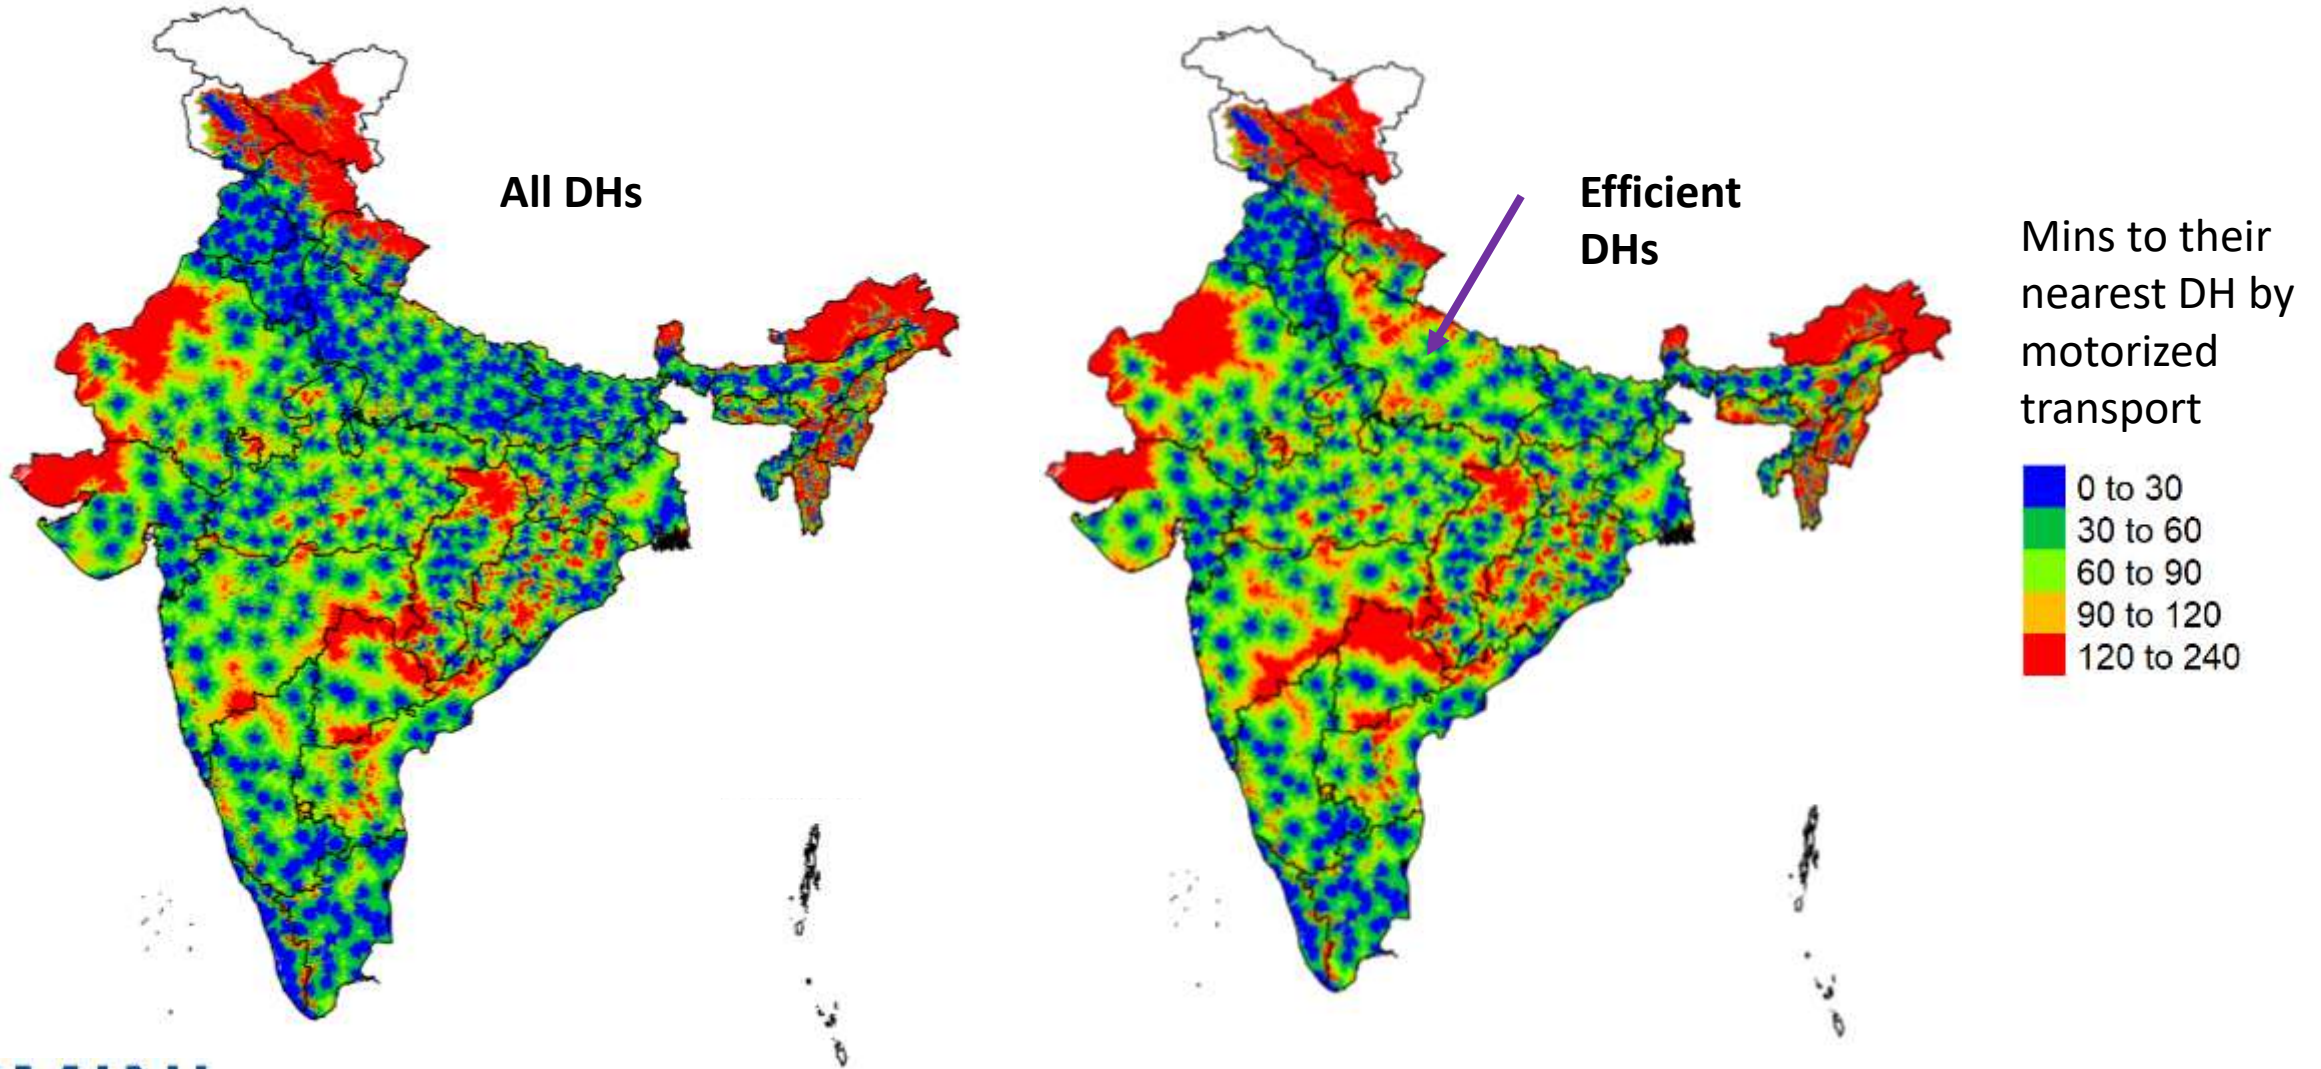 All DHs
Efficient
DHs
Mins to their
nearest DH by
motorized
transport
0 to 30
30 to 60
60 to 90
90 to 120
120 to 240